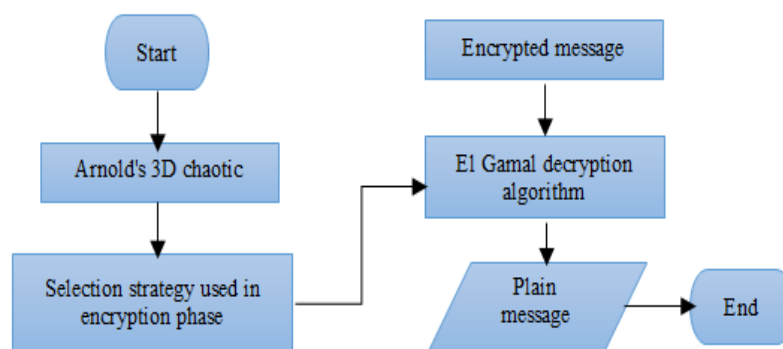 Start
Arnold's 3D chaotic
Selection strategy used in
encryption phase
Encrypted message
El Gamal decryption
algorithm
Plain
message
End